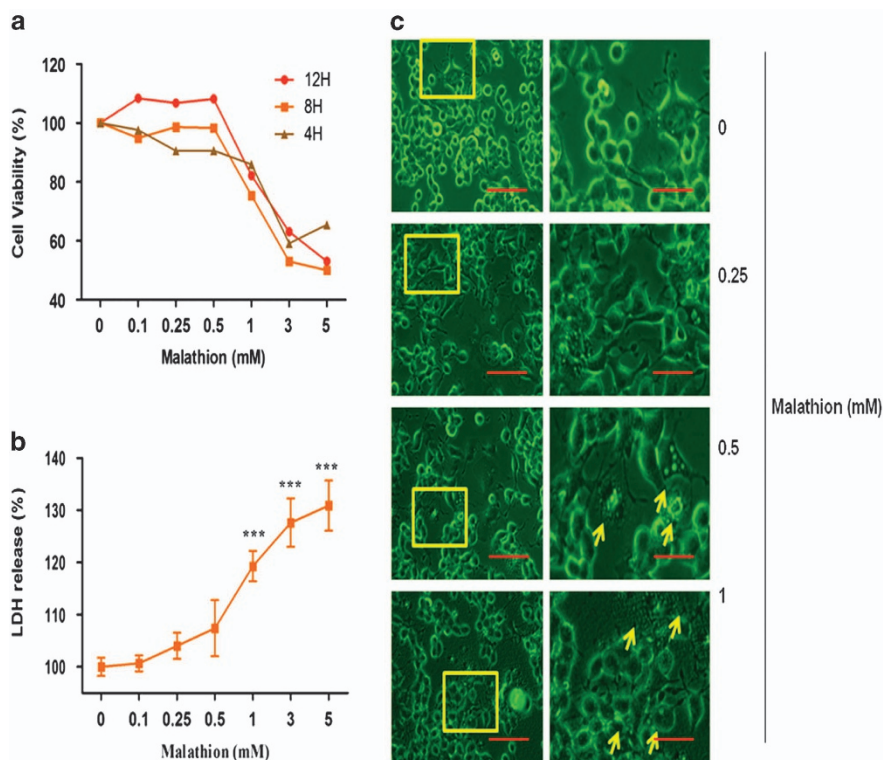 a
Cell Viability (%)
120
100
80
60
40
12H
8H
4H
0 0.1 0.25 0.5 1 3 5
Malathion (mM)
b
LDH release (%)
140
130
120
110
100
***
***
***
0 0.1 0.25 0.5 1 3 5
Malathion (mM)
c
0
0.25
0.5
1
Malathion (mM)